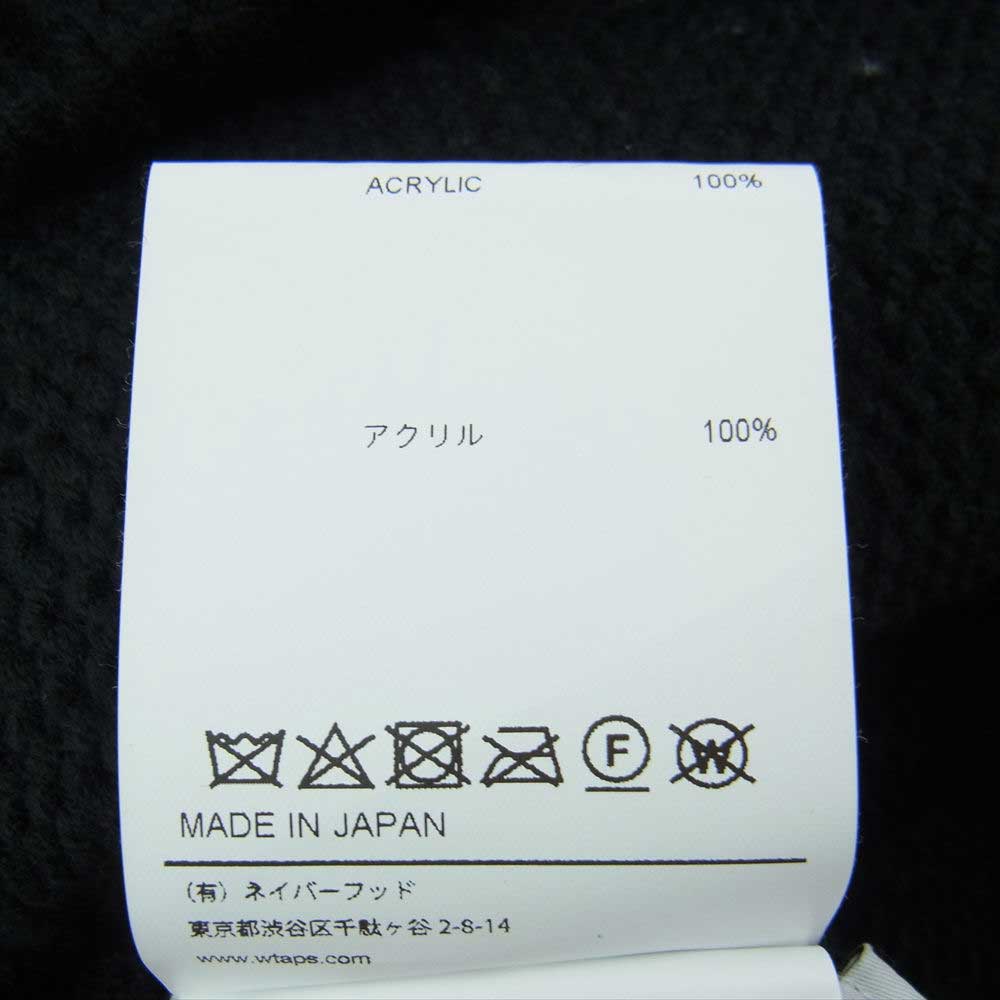 ACRYLIC 100%
アクリル 100%
F W
MADE IN JAPAN
(有) ネイバーフッド
東京都渋谷区千駄ヶ谷 2-8-14
www.wtaps.com